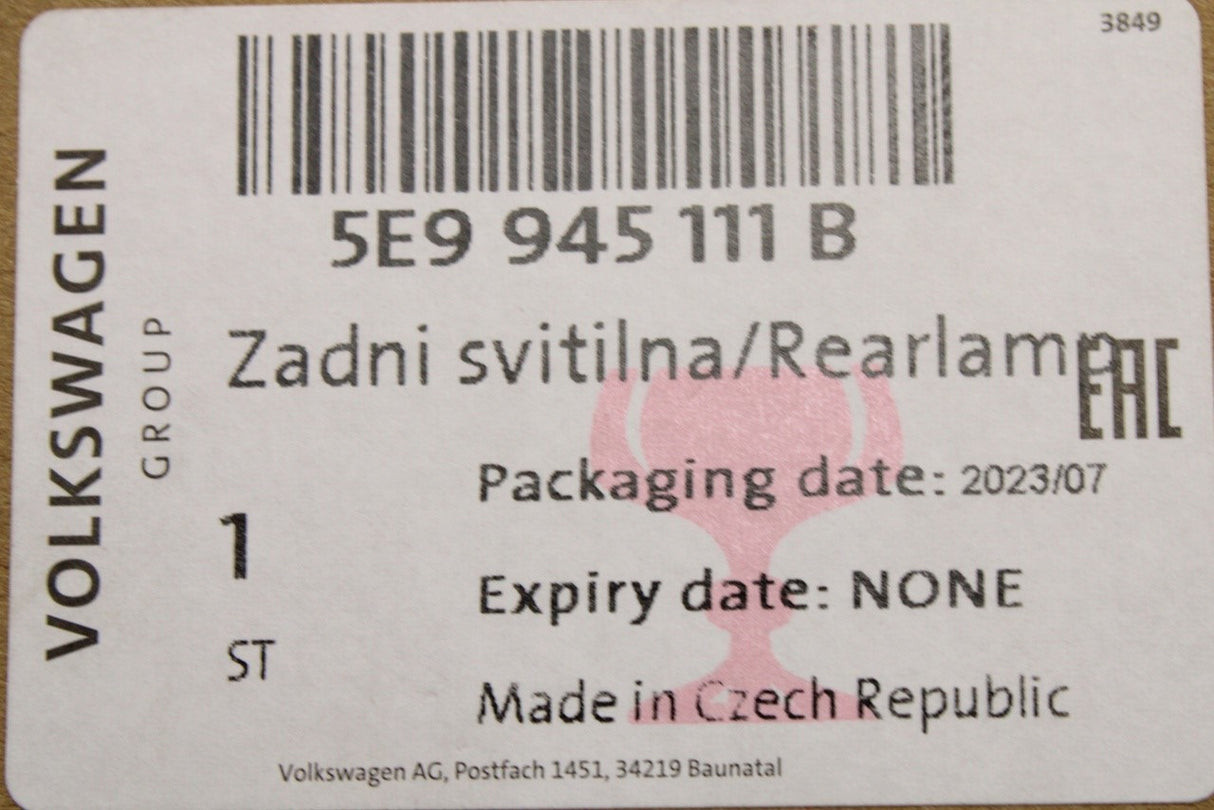 3849
VOLKSWAGEN
GROUP
5E9 945 111 B
Zadni svitilna/Rearlamp
EAC
Packaging date: 2023/07
1
Expiry date: NONE
ST
Made in Czech Republic
Volkswagen AG, Postfach 1451, 34219 Baunatal